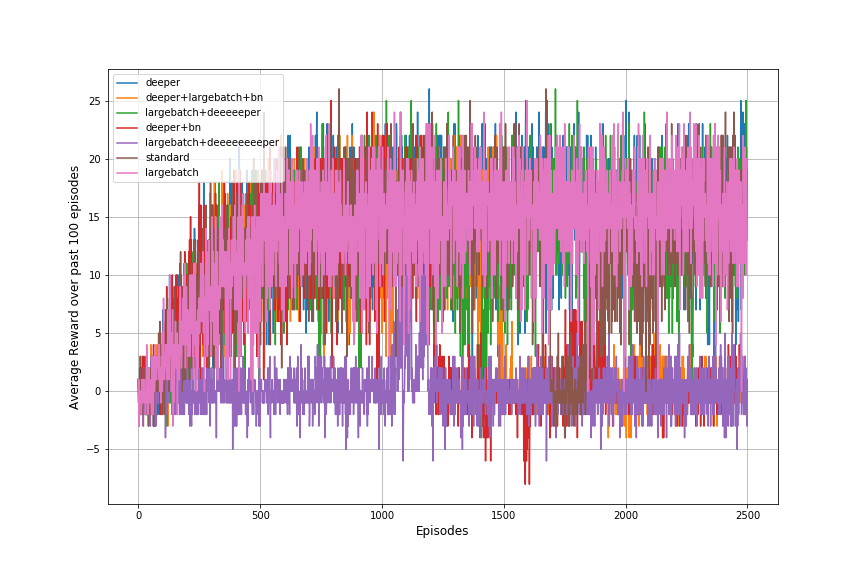 deeper
deeper+largebatch+bn
largebatch+deeeeeper
deeper+bn
largebatch+deeeeeeeeper
standard
largebatch
25
20
15
10
5
0
−5
Average Reward over past 100 episodes
0
500
1000
1500
2000
2500
Episodes